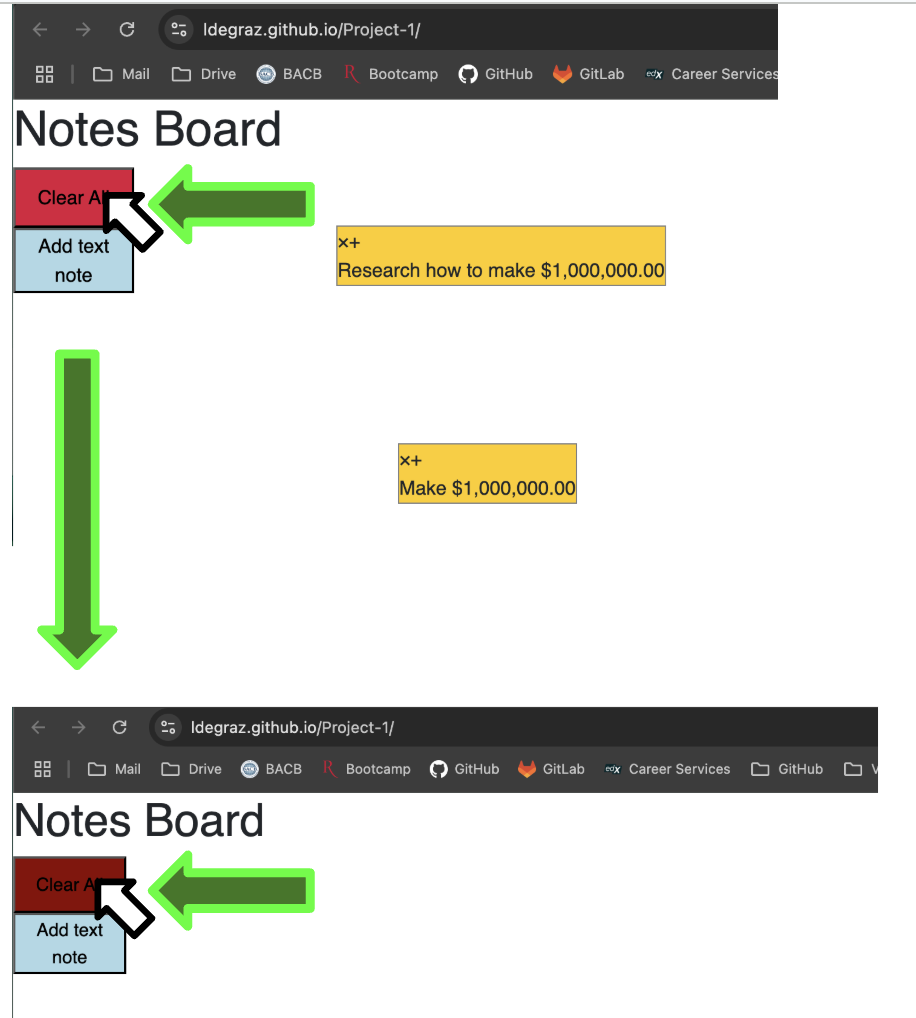 ldegraz.github.io/Project-1/
Mail Drive BACB R Bootcamp GitHub GitLab edX Career Services
Notes Board
Clear All
Add text
note
×+
Research how to make $1,000,000.00
×+
Make $1,000,000.00
ldegraz.github.io/Project-1/
Mail Drive BACB R Bootcamp GitHub GitLab edX Career Services GitHub V
Notes Board
Clear A
Add text
note